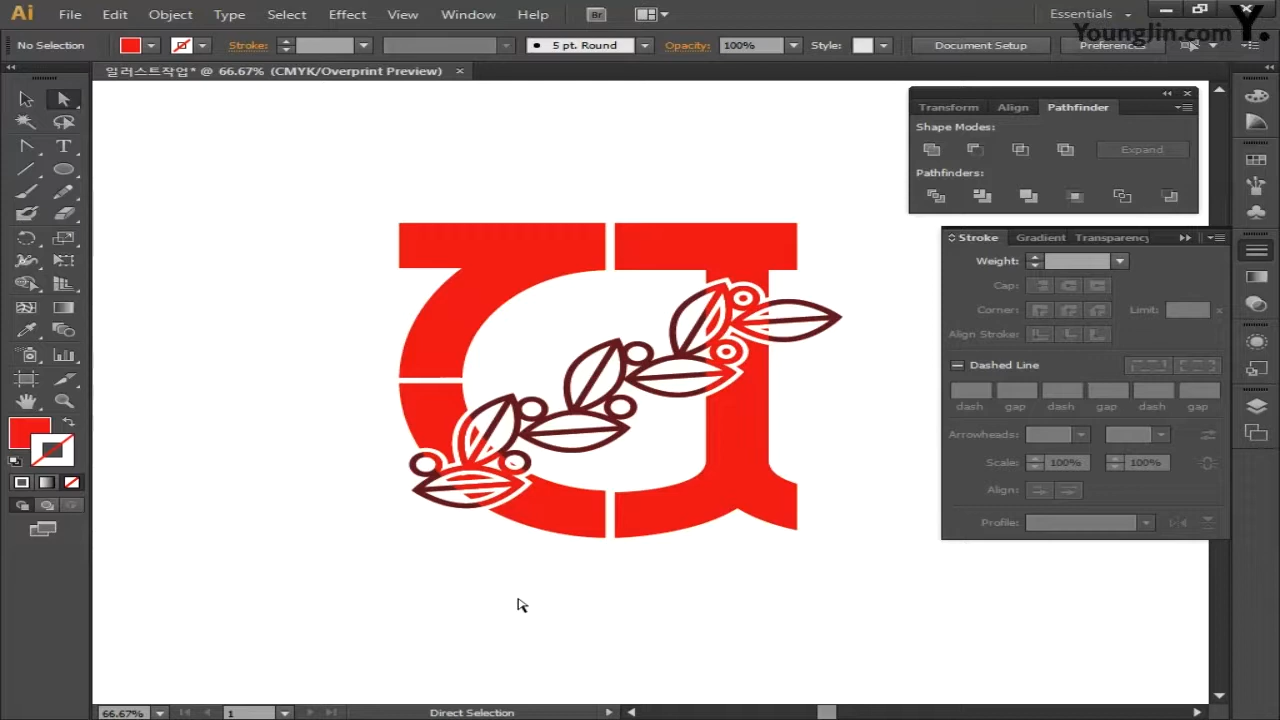 Ai File Edit Object Type Select Effect View Window Help Br Essentials
YoungJin.com Y.
No Selection Stroke: 5 pt. Round Opacity: 100% Style: Document Setup Preferences
일러스트작업* @ 66.67% (CMYK/Overprint Preview) ×
Transform Align Pathfinder
Shape Modes:
Expand
Pathfinders:
Stroke Gradient Transparency
Weight:
Cap:
Corner: Limit: x
Align Stroke:
Dashed Line
dash gap dash gap dash gap
Arrowheads:
Scale: 100% 100%
Align:
Profile:
66.67% 1 Direct Selection